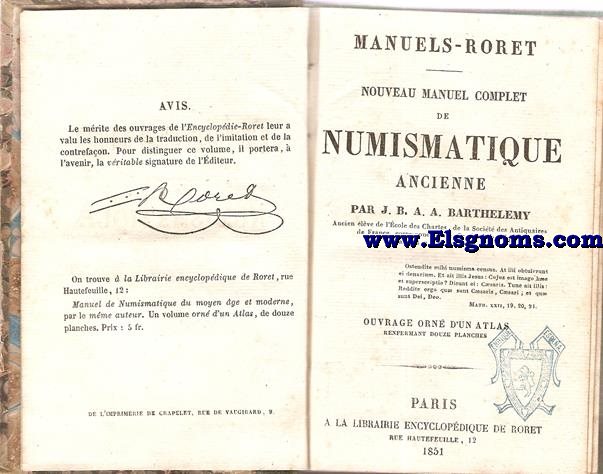 AVIS.
Le mérite des ouvrages de l'Encyclopédie-Roret leur a
valu les honneurs de la traduction, de l'imitation et de la
contrefaçon. Pour distinguer ce volume, il portera, à
l'avenir, la véritable signature de l'Éditeur.
Roret
On trouve à la Librairie encyclopédique de Roret, rue
Hautefeuille, 12 :
Manuel de Numismatique du moyen âge et moderne,
par le même auteur. Un volume orné d'un Atlas, de douze
planches. Prix : 5 fr.
DE L'IMPRIMERIE DE CRAPELET, RUE DE VAUGIRARD, 9.
MANUELS-RORET
NOUVEAU MANUEL COMPLET
DE
NUMISMATIQUE
ANCIENNE
PAR J. B. A. A. BARTHELEMY
Ancien élève de l'École des Chartes, de la Société des Antiquaires
de France
www.Elsgnoms.com
Ostendite mihi numisma census. At illi obtulerunt
ei denarium. Et ait illis Jesus : Cujus est imago hæc
et superscriptio ? Dicunt ei : Cæsaris. Tunc ait illis :
Reddite ergo quæ sunt Cæsaris, Cæsari ; et quæ
sunt Dei, Deo.
MATH. XXII, 19, 20, 21.
OUVRAGE ORNÉ D'UN ATLAS
RENFERMANT DOUZE PLANCHES
PARIS
A LA LIBRAIRIE ENCYCLOPÉDIQUE DE RORET
RUE HAUTEFEUILLE, 12
1851